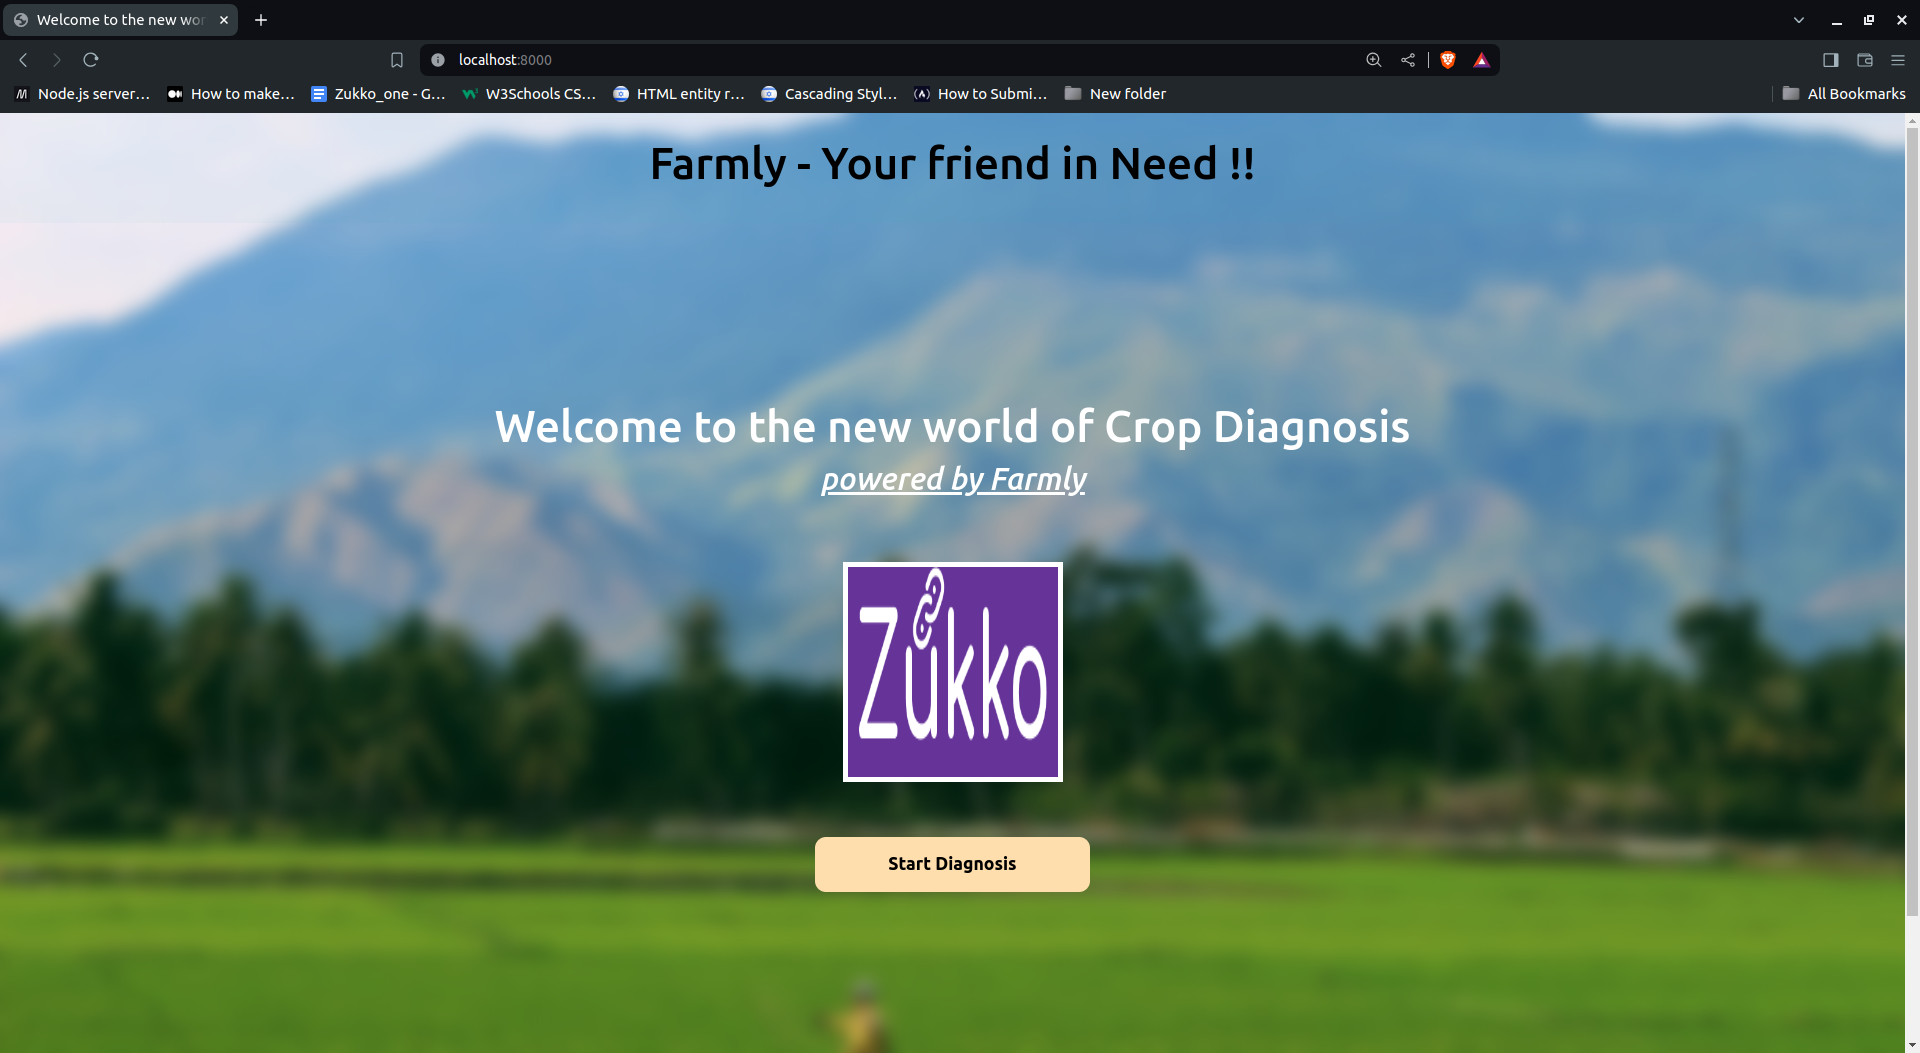 Welcome to the new wor
localhost:8000
Node.js server...
How to make...
Zukko_one - G...
W3Schools CS...
HTML entity r...
Cascading Styl...
How to Submi...
New folder
All Bookmarks
Farmly - Your friend in Need !!
Welcome to the new world of Crop Diagnosis
powered by Farmly
Zukko
Start Diagnosis